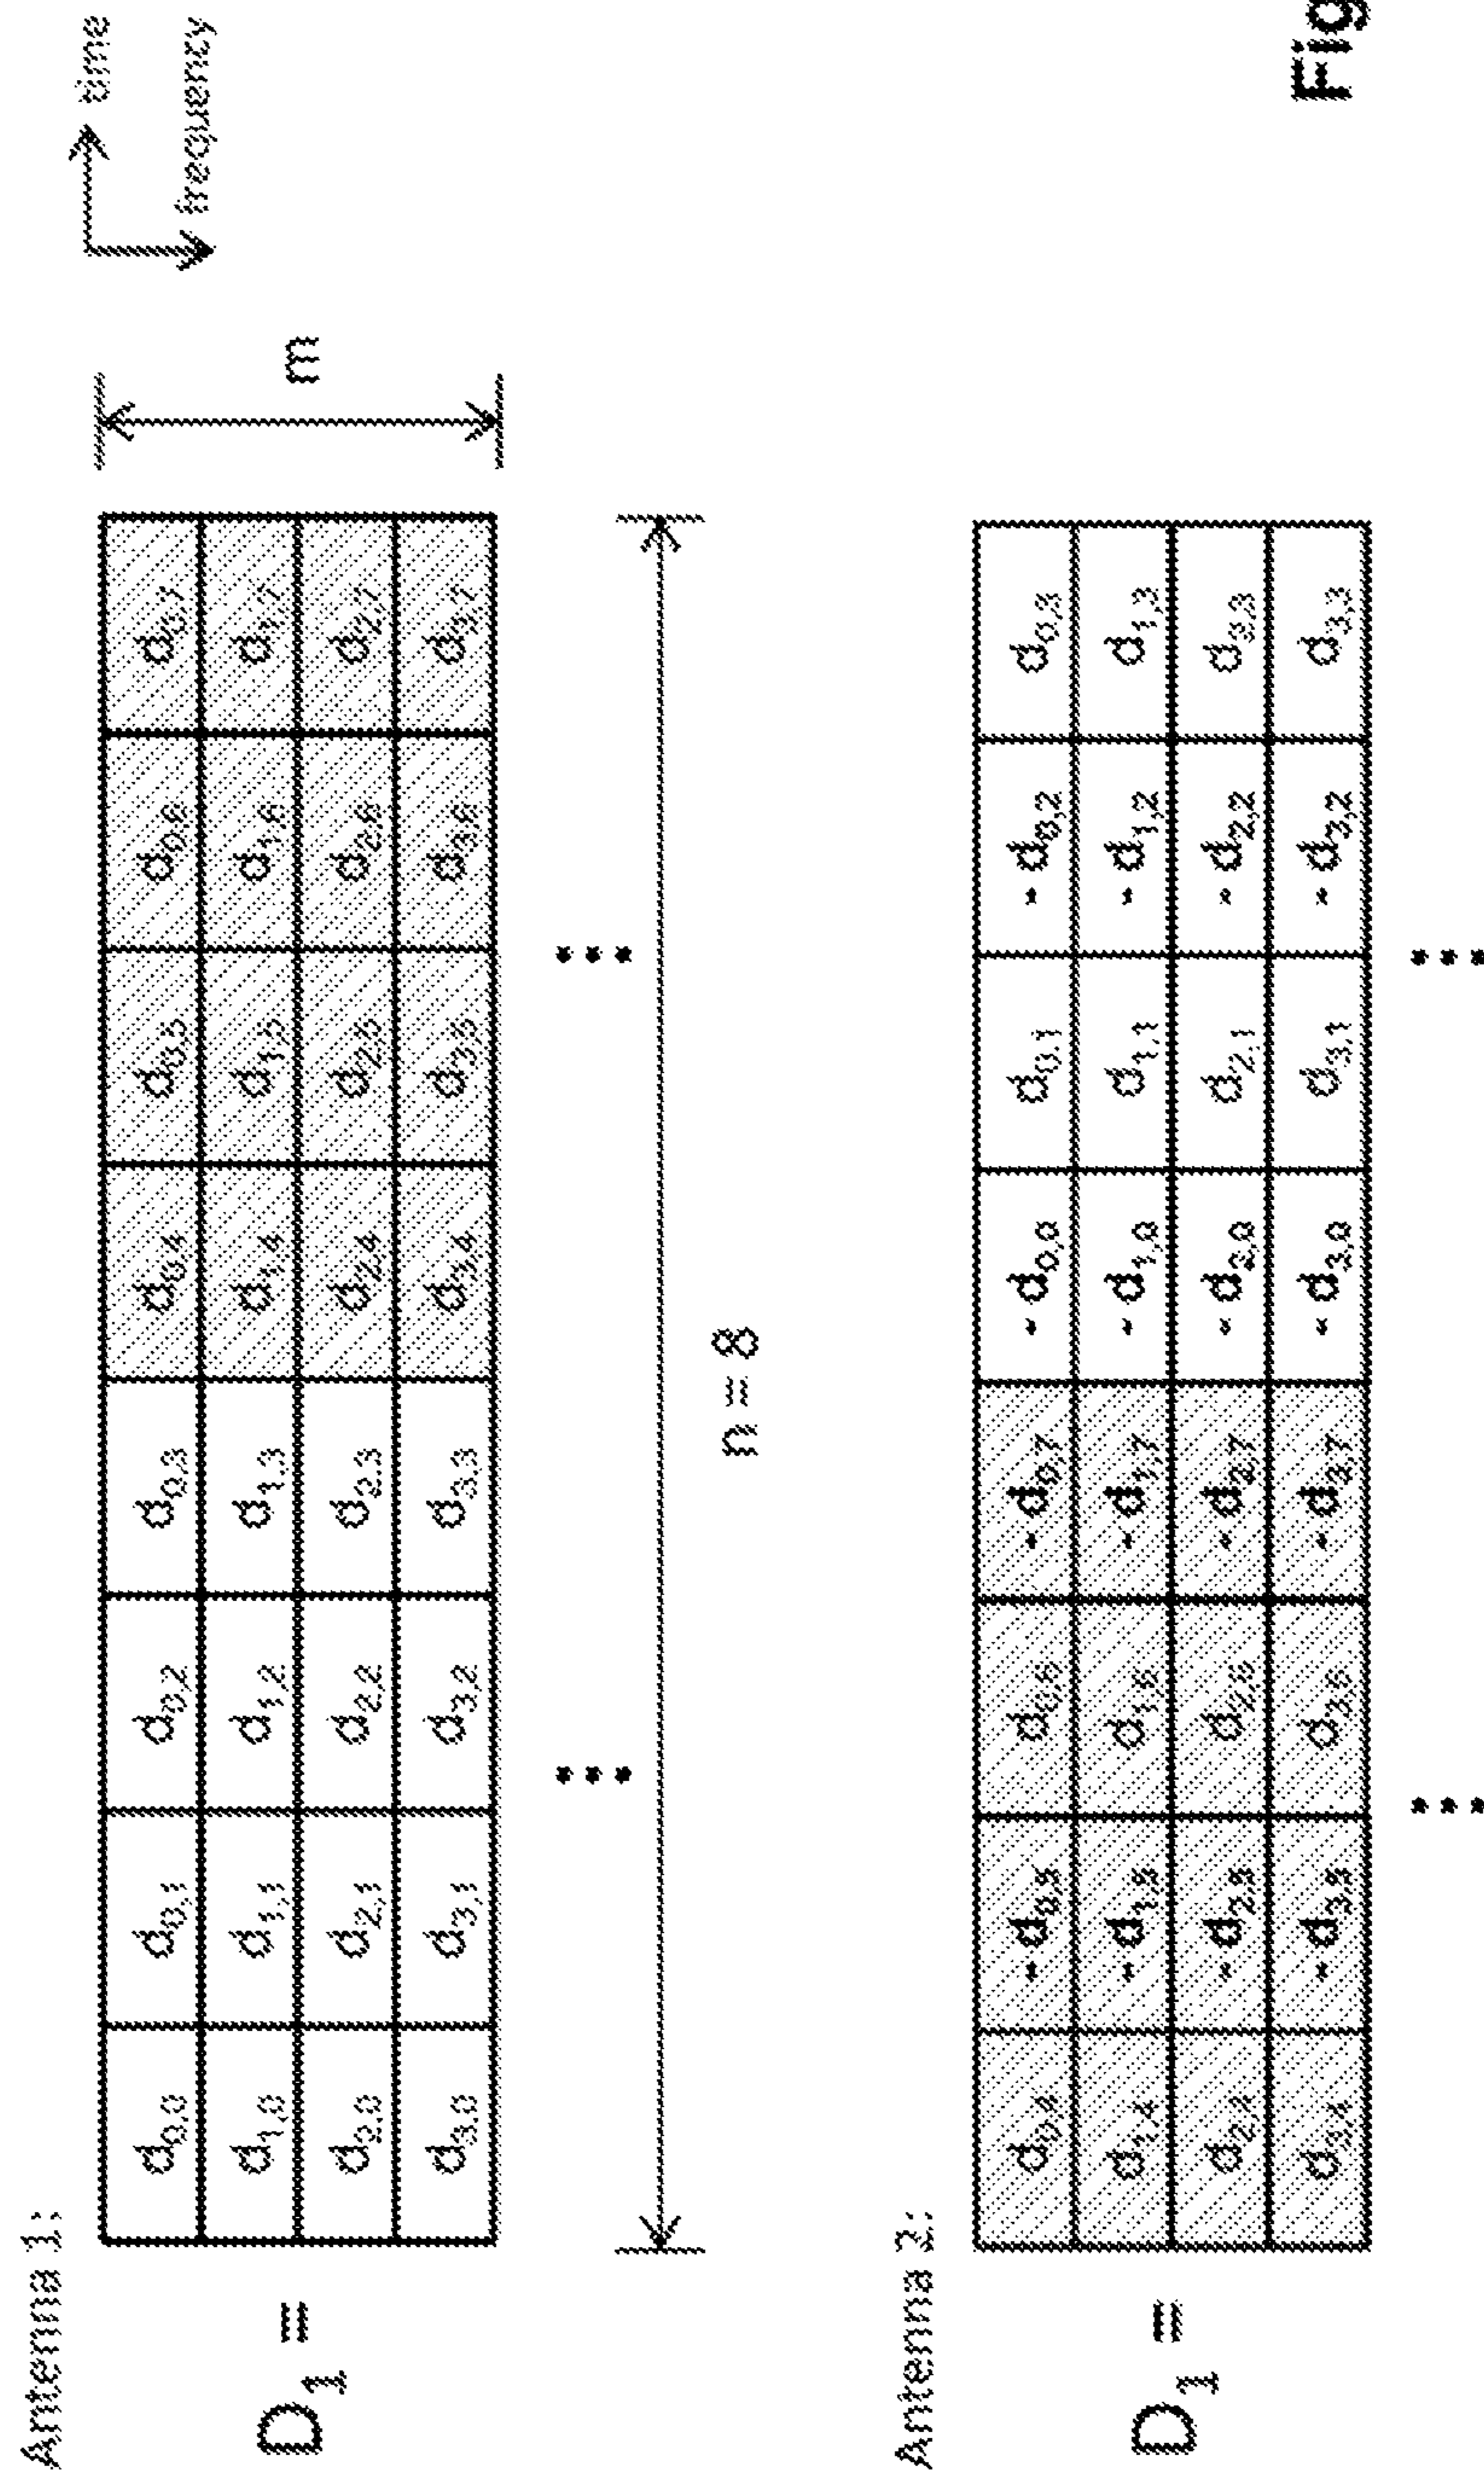 time
frequency
Antenna 1:
D1 =
d0,0 d0,1 d0,2 d0,3 d0,4 d0,5 d0,6 d0,7
d1,0 d1,1 d1,2 d1,3 d1,4 d1,5 d1,6 d1,7
d2,0 d2,1 d2,2 d2,3 d2,4 d2,5 d2,6 d2,7
d3,0 d3,1 d3,2 d3,3 d3,4 d3,5 d3,6 d3,7
m
n = 8
Antenna 2:
D1 =
d0,4 - d0,5 d0,6 - d0,7 - d0,0 d0,1 - d0,2 d0,3
d1,4 - d1,5 d1,6 - d1,7 - d1,0 d1,1 - d1,2 d1,3
d2,4 - d2,5 d2,6 - d2,7 - d2,0 d2,1 - d2,2 d2,3
d3,4 - d3,5 d3,6 - d3,7 - d3,0 d3,1 - d3,2 d3,3
Fig